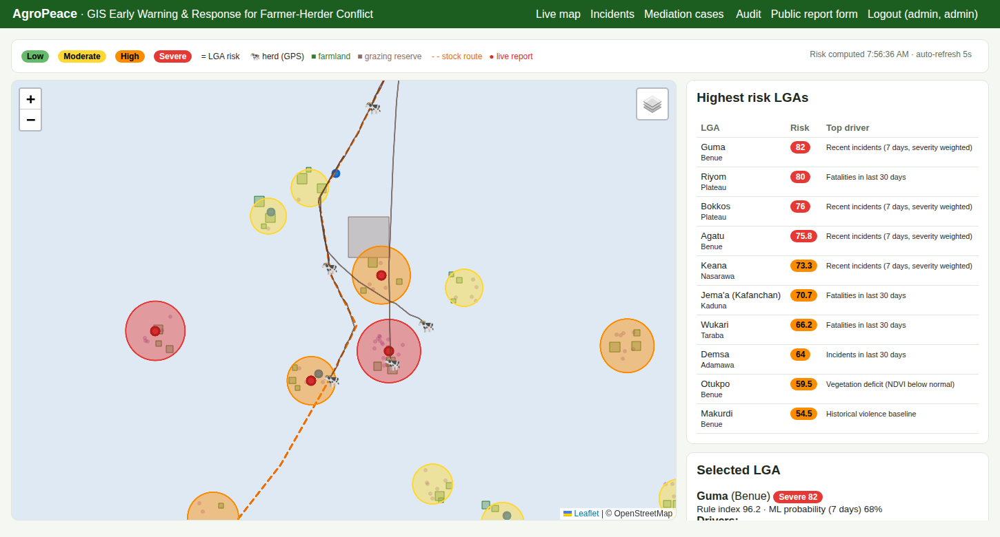 AgroPeace · GIS Early Warning & Response for Farmer-Herder Conflict
Live map Incidents Mediation cases Audit Public report form Logout (admin, admin)
Low Moderate High Severe = LGA risk herd (GPS) farmland grazing reserve - - stock route live report
Risk computed 7:56:36 AM · auto-refresh 5s
+
−
Leaflet | © OpenStreetMap
Highest risk LGAs
LGA Risk Top driver
Guma 82 Recent incidents (7 days, severity weighted)
Benue
Riyom 80 Fatalities in last 30 days
Plateau
Bokkos 76 Recent incidents (7 days, severity weighted)
Plateau
Agatu 75.8 Recent incidents (7 days, severity weighted)
Benue
Keana 73.3 Recent incidents (7 days, severity weighted)
Nasarawa
Jema'a (Kafanchan) 70.7 Fatalities in last 30 days
Kaduna
Wukari 66.2 Fatalities in last 30 days
Taraba
Demsa 64 Incidents in last 30 days
Adamawa
Otukpo 59.5 Vegetation deficit (NDVI below normal)
Benue
Makurdi 54.5 Historical violence baseline
Benue
Selected LGA
Guma (Benue) Severe 82
Rule index 96.2 · ML probability (7 days) 68%
Drivers: